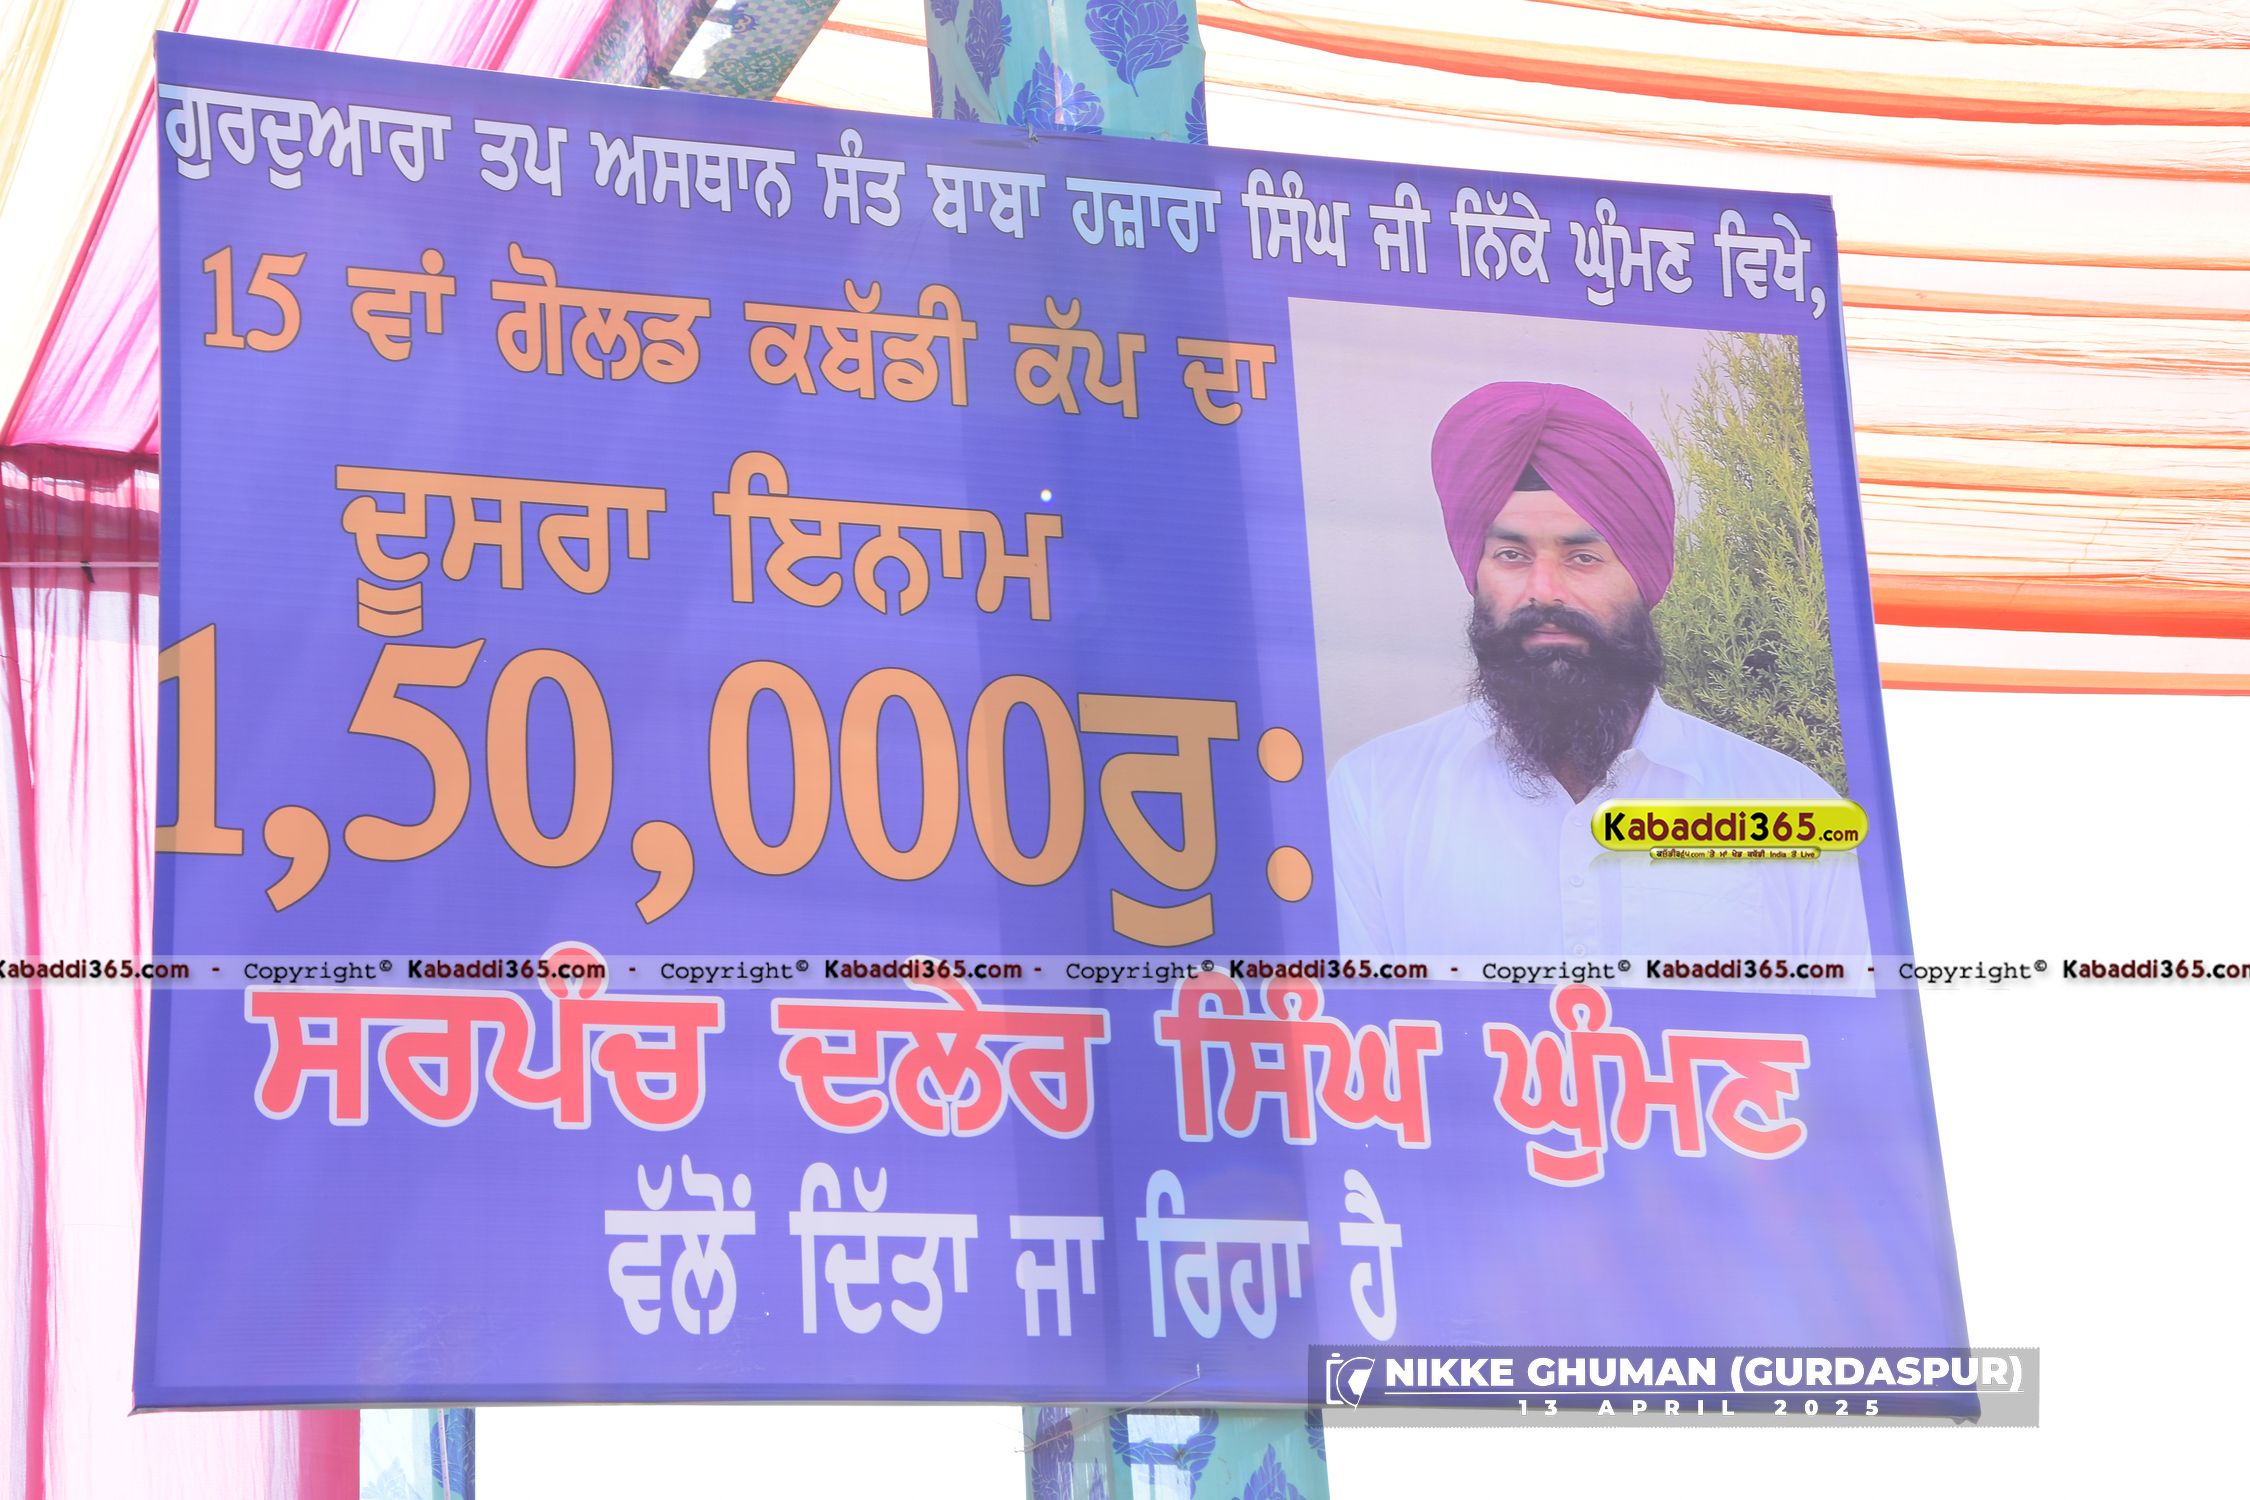 ਗੁਰਦੁਆਰਾ ਤਪ ਅਸਥਾਨ ਸੰਤ ਬਾਬਾ ਹਜ਼ਾਰਾ ਸਿੰਘ ਜੀ ਨਿੱਕੇ ਘੁੰਮਣ ਵਿਖੇ,
15 ਵਾਂ ਗੋਲਡ ਕਬੱਡੀ ਕੱਪ ਦਾ
ਦੂਸਰਾ ਇਨਾਮ
1,50,000ਰੁ:
Kabaddi365.com
Kabaddi365.com - Copyright© Kabaddi365.com - Copyright© Kabaddi365.com - Copyright© Kabaddi365.com - Copyright© Kabaddi365.com - Copyright© Kabaddi365.com
ਸਰਪੰਚ ਦਲੇਰ ਸਿੰਘ ਘੁੰਮਣ
ਵੱਲੋਂ ਦਿੱਤਾ ਜਾ ਰਿਹਾ ਹੈ
NIKKE GHUMAN (GURDASPUR)
13 APRIL 2025